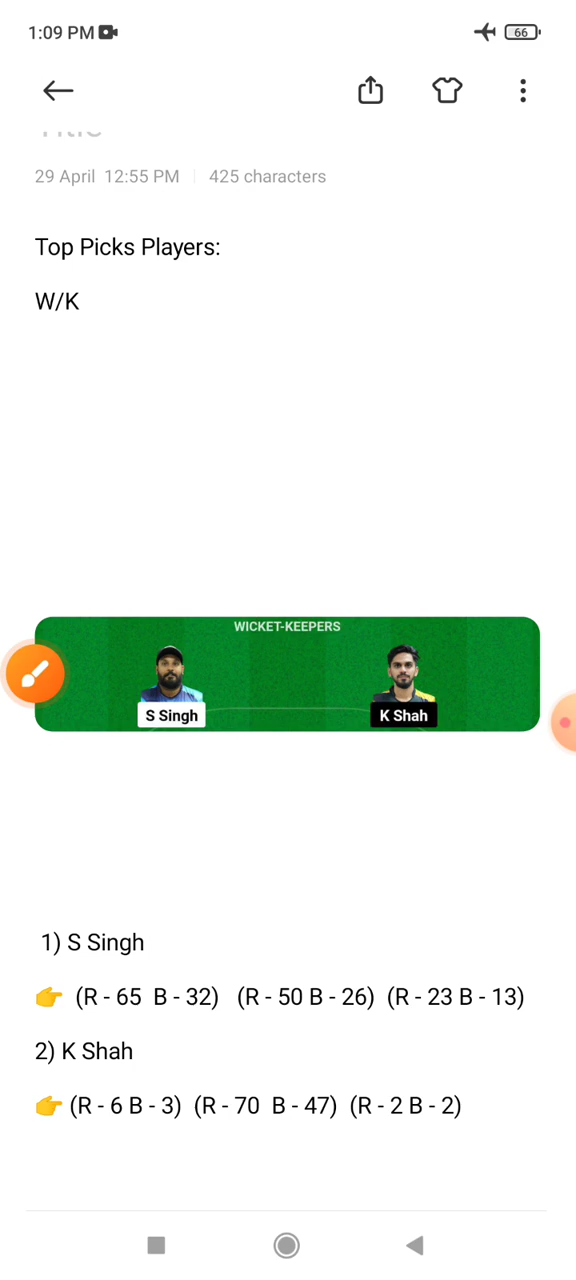 1:09 PM
66
Title
29 April 12:55 PM | 425 characters
Top Picks Players:
W/K
WICKET-KEEPERS
S Singh
K Shah
1) S Singh
👉 (R - 65 B - 32) (R - 50 B - 26) (R - 23 B - 13)
2) K Shah
👉 (R - 6 B - 3) (R - 70 B - 47) (R - 2 B - 2)